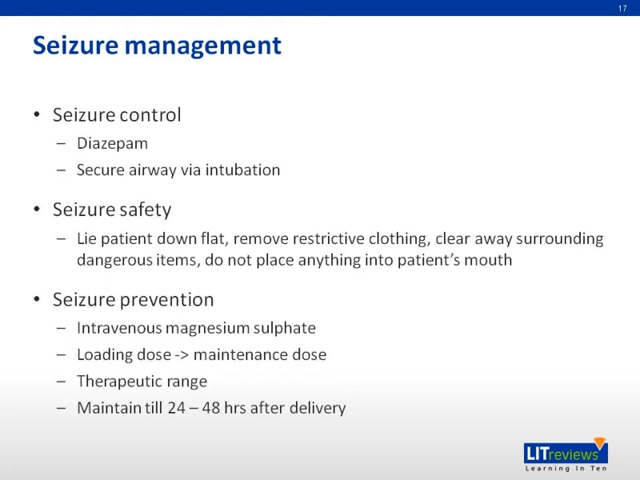 17
Seizure management
• Seizure control
– Diazepam
– Secure airway via intubation
• Seizure safety
– Lie patient down flat, remove restrictive clothing, clear away surrounding
dangerous items, do not place anything into patient’s mouth
• Seizure prevention
– Intravenous magnesium sulphate
– Loading dose -> maintenance dose
– Therapeutic range
– Maintain till 24 – 48 hrs after delivery
LITreviews
Learning In Ten